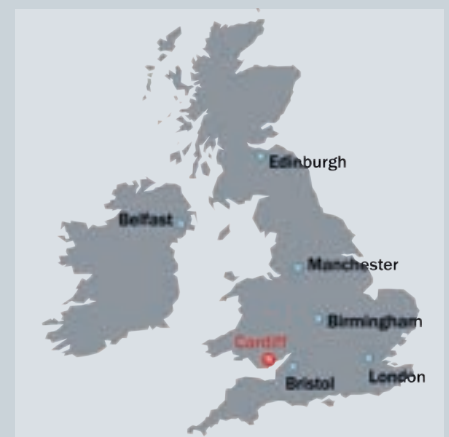 Edinburgh
Belfast
Manchester
Birmingham
Cardiff
London
Bristol